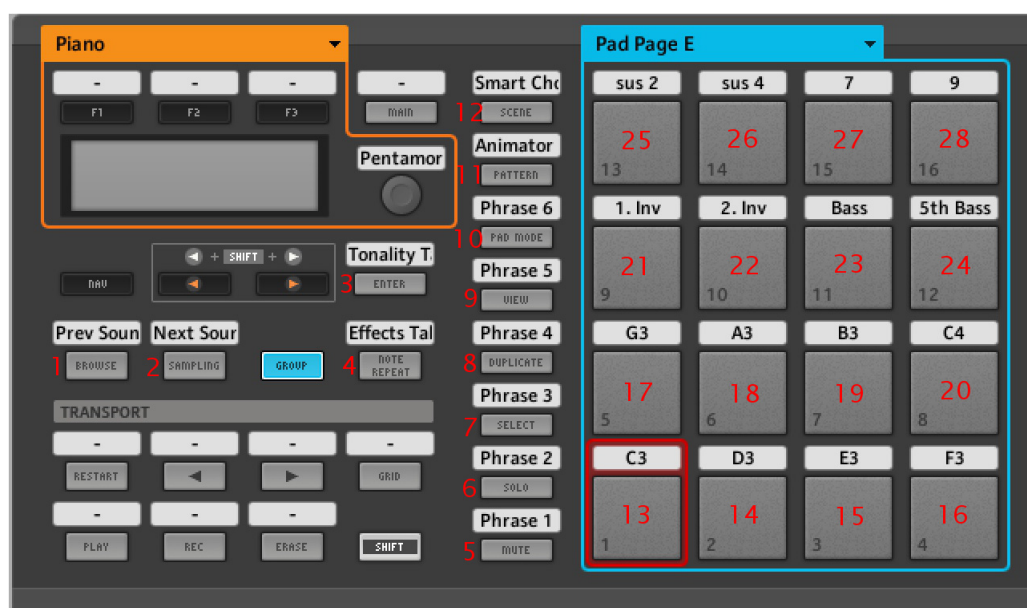 Piano
Pad Page E
- - - -
F1 F2 F3 MAIN
Pentamor
NAV
+ SHIFT +
Tonality T
3 ENTER
Prev Soun Next Sour Effects Tal
1 BROWSE 2 SAMPLING GROUP 4 NOTE REPEAT
TRANSPORT
- - - -
RESTART GRID
- - -
PLAY REC ERASE SHIFT
Smart Cho
12 SCENE
Animator
11 PATTERN
Phrase 6
10 PAD MODE
Phrase 5
9 VIEW
Phrase 4
8 DUPLICATE
Phrase 3
7 SELECT
Phrase 2
6 SOLO
Phrase 1
5 MUTE
sus 2 sus 4 7 9
25 26 27 28
13 14 15 16
1. Inv 2. Inv Bass 5th Bass
21 22 23 24
9 10 11 12
G3 A3 B3 C4
17 18 19 20
5 6 7 8
C3 D3 E3 F3
13 14 15 16
1 2 3 4